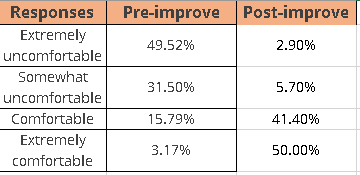 Responses Pre-improve Post-improve
Extremely
uncomfortable 49.52% 2.90%
Somewhat
uncomfortable 31.50% 5.70%
Comfortable 15.79% 41.40%
Extremely
comfortable 3.17% 50.00%